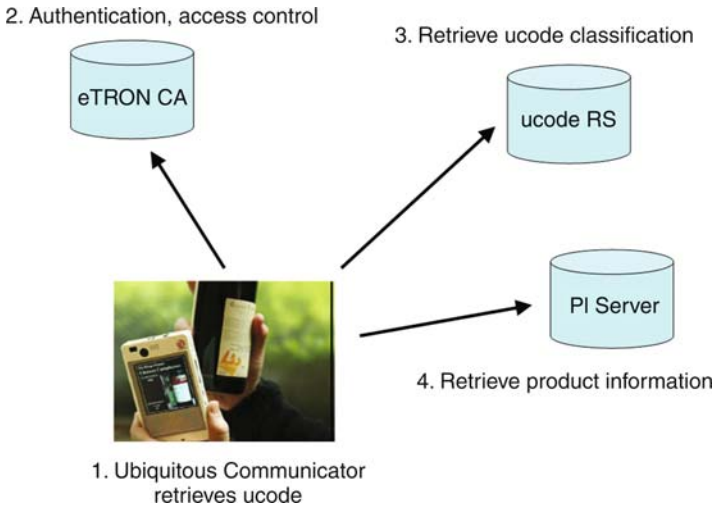 2. Authentication, access control
eTRON CA
3. Retrieve ucode classification
ucode RS
PI Server
4. Retrieve product information
1. Ubiquitous Communicator
retrieves ucode